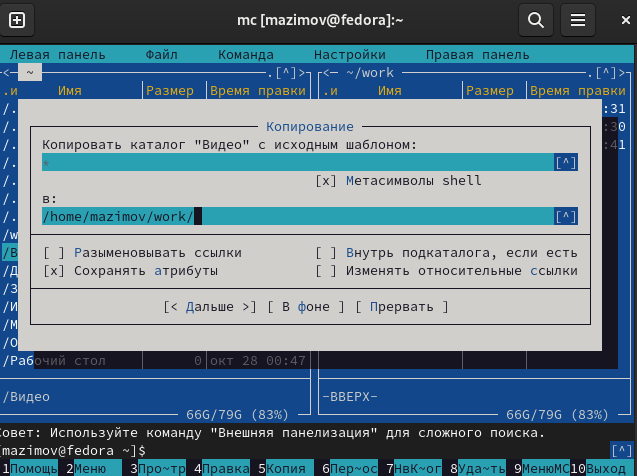 mc [mazimov@fedora]:~
Левая панель Файл Команда Настройки Правая панель
<— ~ .[^]> <— ~/work .[^]>
.и Имя Размер Время правки .и Имя Размер Время правки
/. :31
/. :30
/. :41
/.
/.
/.
/.
/w
/В
/Д
/З
/И
/М
/О
Копирование
Копировать каталог "Видео" с исходным шаблоном:
* [^]
[x] Метасимволы shell
в:
/home/mazimov/work/ [^]
[ ] Разыменовывать ссылки [ ] Внутрь подкаталога, если есть
[x] Сохранять атрибуты [ ] Изменять относительные ссылки
[< Дальше >] [ В фоне ] [ Прервать ]
/Рабочий стол 0 окт 28 00:47
/Видео -ВВЕРХ-
66G/79G (83%) 66G/79G (83%)
Совет: Используйте команду "Внешняя панелизация" для сложного поиска.
[mazimov@fedora ~]$ [^]
1Помощь 2Меню 3Про~тр 4Правка 5Копия 6Пер~ос 7НвК~ог 8Уда~ть 9МенюМС 10Выход